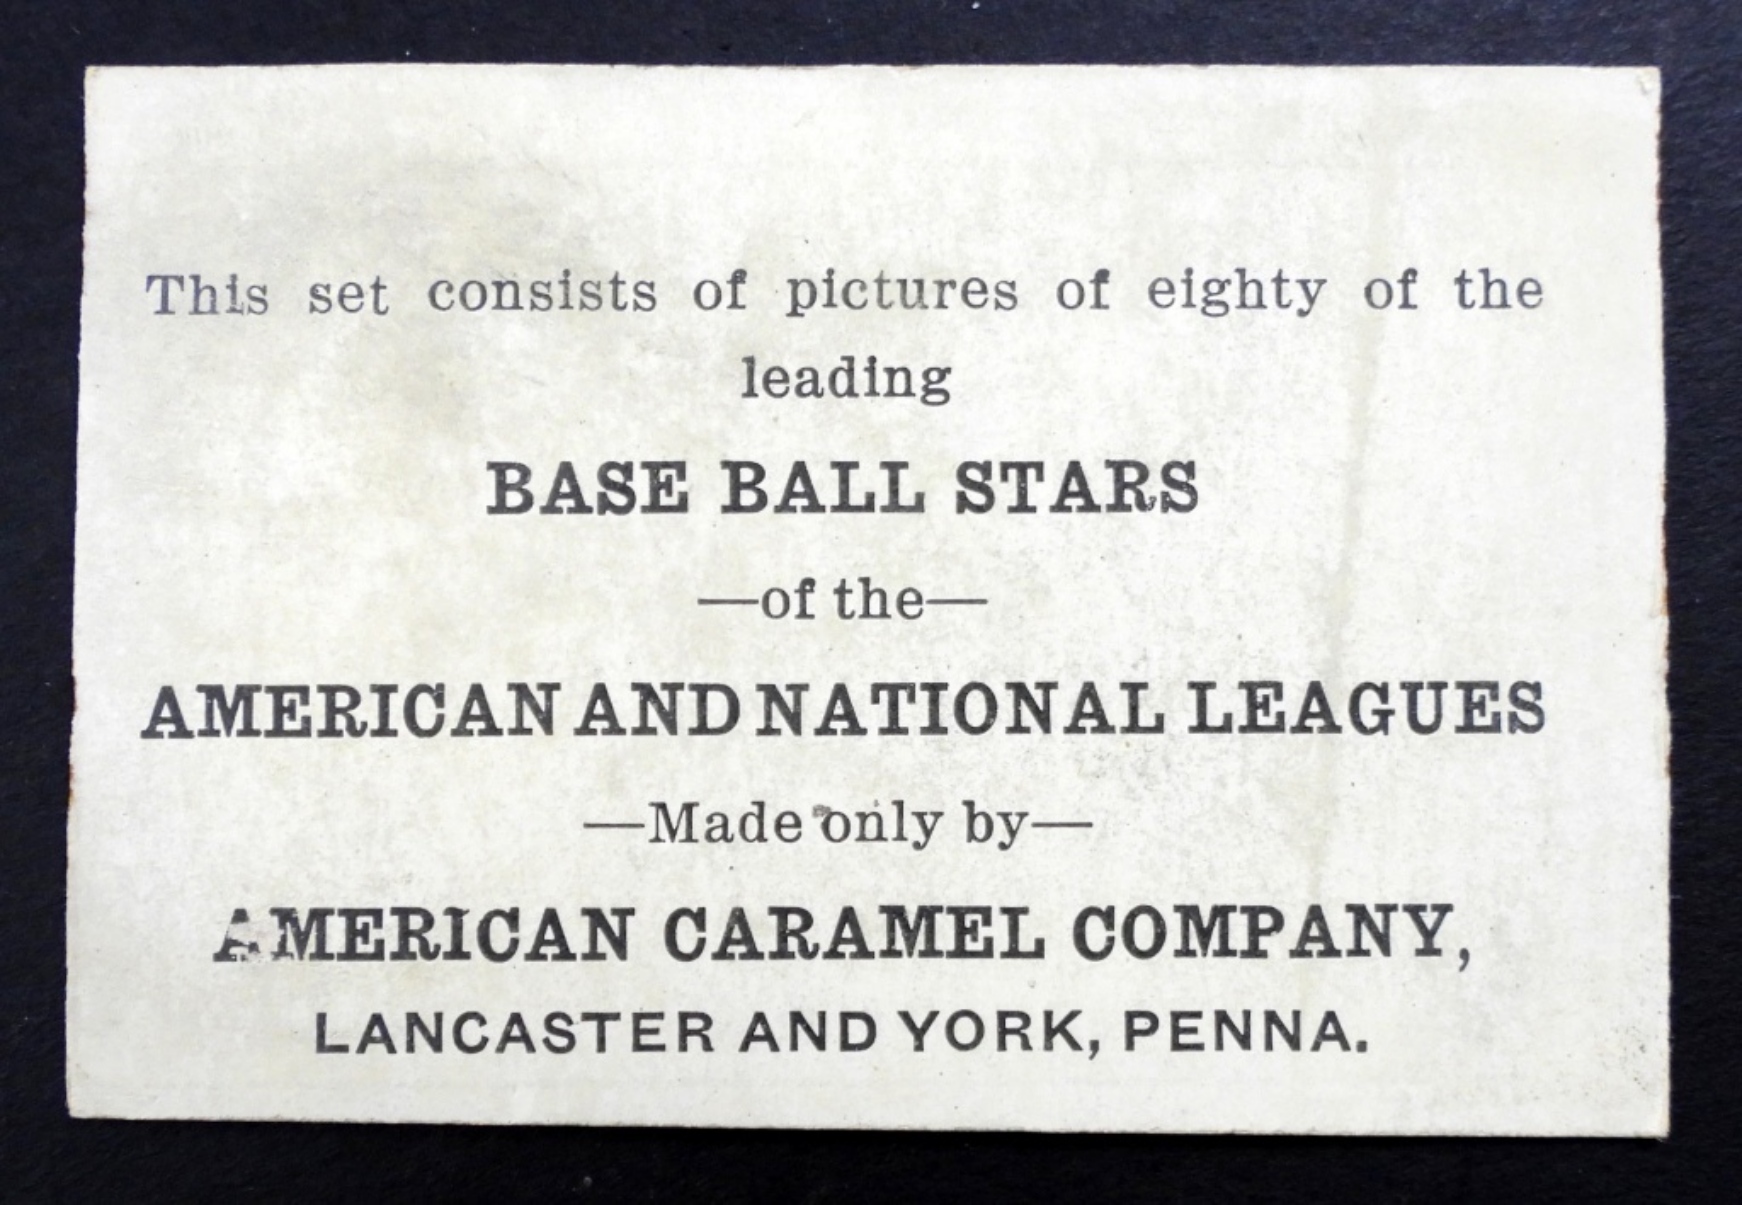 This set consists of pictures of eighty of the
leading
BASE BALL STARS
—of the—
AMERICAN AND NATIONAL LEAGUES
—Made only by—
AMERICAN CARAMEL COMPANY,
LANCASTER AND YORK, PENNA.